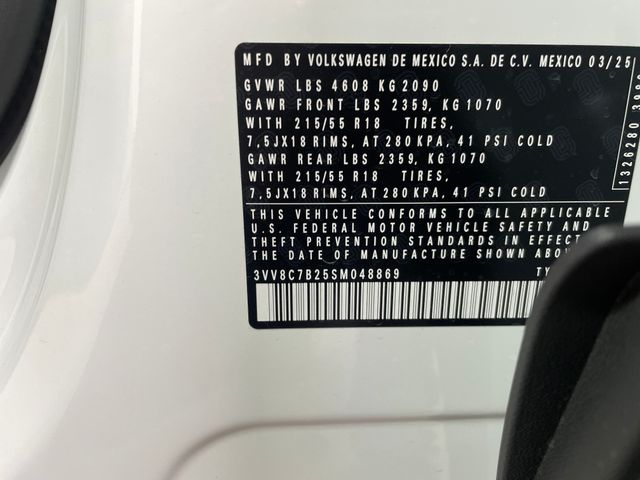 MFD BY VOLKSWAGEN DE MEXICO S.A. DE C.V. MEXICO 03/25
GVWR LBS 4608 KG 2090
GAWR FRONT LBS 2359, KG 1070
WITH 215/55 R18 TIRES,
7,5JX18 RIMS, AT 280 KPA, 41 PSI COLD
GAWR REAR LBS 2359, KG 1070
WITH 215/55 R18 TIRES,
7,5JX18 RIMS, AT 280 KPA, 41 PSI COLD
THIS VEHICLE CONFORMS TO ALL APPLICABLE
U.S. FEDERAL MOTOR VEHICLE SAFETY AND
THEFT PREVENTION STANDARDS IN EFFEC
THE DATE OF MANUFACTURE SHOWN ABOVE
3VV8C7B25SM048869 TY
1326280